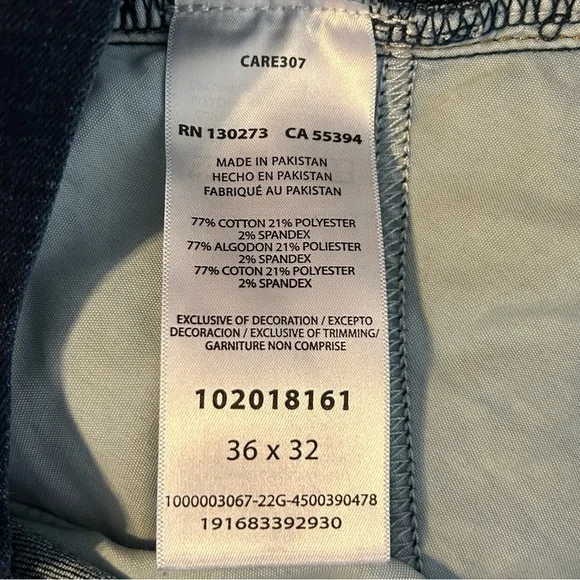 CARE307
RN 130273 CA 55394
MADE IN PAKISTAN
HECHO EN PAKISTAN
FABRIQUÉ AU PAKISTAN
77% COTTON 21% POLYESTER
2% SPANDEX
77% ALGODON 21% POLIESTER
2% SPANDEX
77% COTON 21% POLYESTER
2% SPANDEX
EXCLUSIVE OF DECORATION / EXCEPTO
DECORACION / EXCLUSIVE OF TRIMMING/
GARNITURE NON COMPRISE
102018161
36 x 32
1000003067-22G-4500390478
191683392930